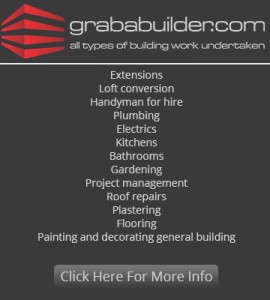 grababuilder.com
all types of building work undertaken
Extensions
Loft conversion
Handyman for hire
Plumbing
Electrics
Kitchens
Bathrooms
Gardening
Project management
Roof repairs
Plastering
Flooring
Painting and decorating general building
Click Here For More Info